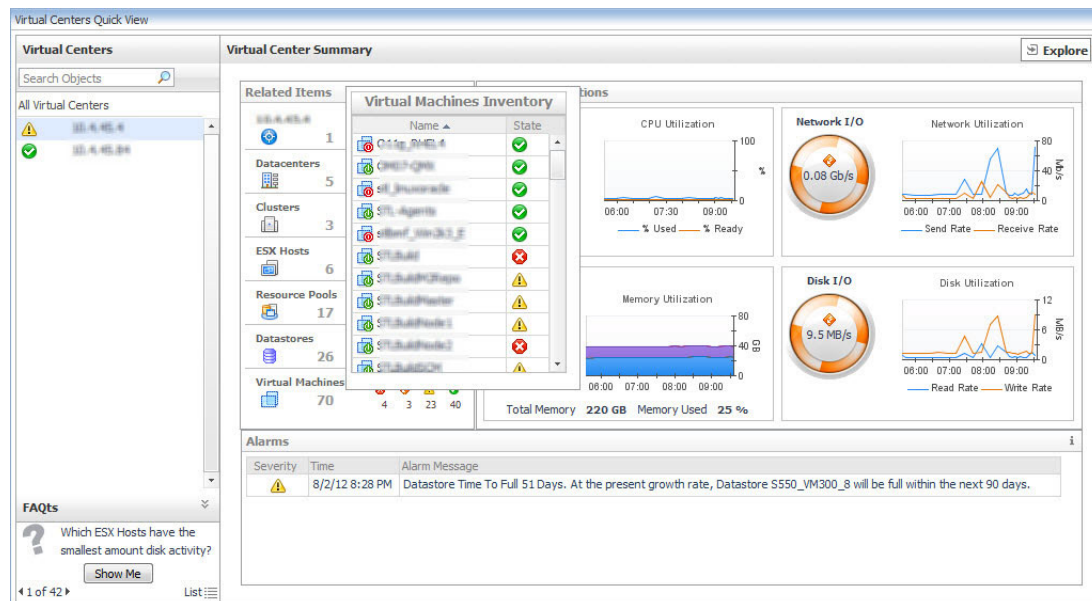 Virtual Centers Quick View
Virtual Centers
Search Objects
All Virtual Centers
FAQts
Which ESX Hosts have the
smallest amount disk activity?
Show Me
1 of 42
List
Virtual Center Summary
Explore
Related Items
1
Datacenters
5
Clusters
3
ESX Hosts
6
Resource Pools
17
Datastores
26
Virtual Machines
70
4 3 23 40
Virtual Machines Inventory
Name State
CPU Utilization
100
%
0
06:00 07:30 09:00
% Used % Ready
Network I/O
0.08 Gb/s
Network Utilization
80
40
0
Mb/s
06:00 07:00 08:00 09:00
Send Rate Receive Rate
Memory Utilization
80
40
0
GB
06:00 07:00 08:00 09:00
Total Memory 220 GB Memory Used 25 %
Disk I/O
9.5 MB/s
Disk Utilization
12
6
0
MB/s
06:00 07:00 08:00 09:00
Read Rate Write Rate
Alarms
i
Severity Time Alarm Message
8/2/12 8:28 PM Datastore Time To Full 51 Days. At the present growth rate, Datastore S550_VM300_8 will be full within the next 90 days.